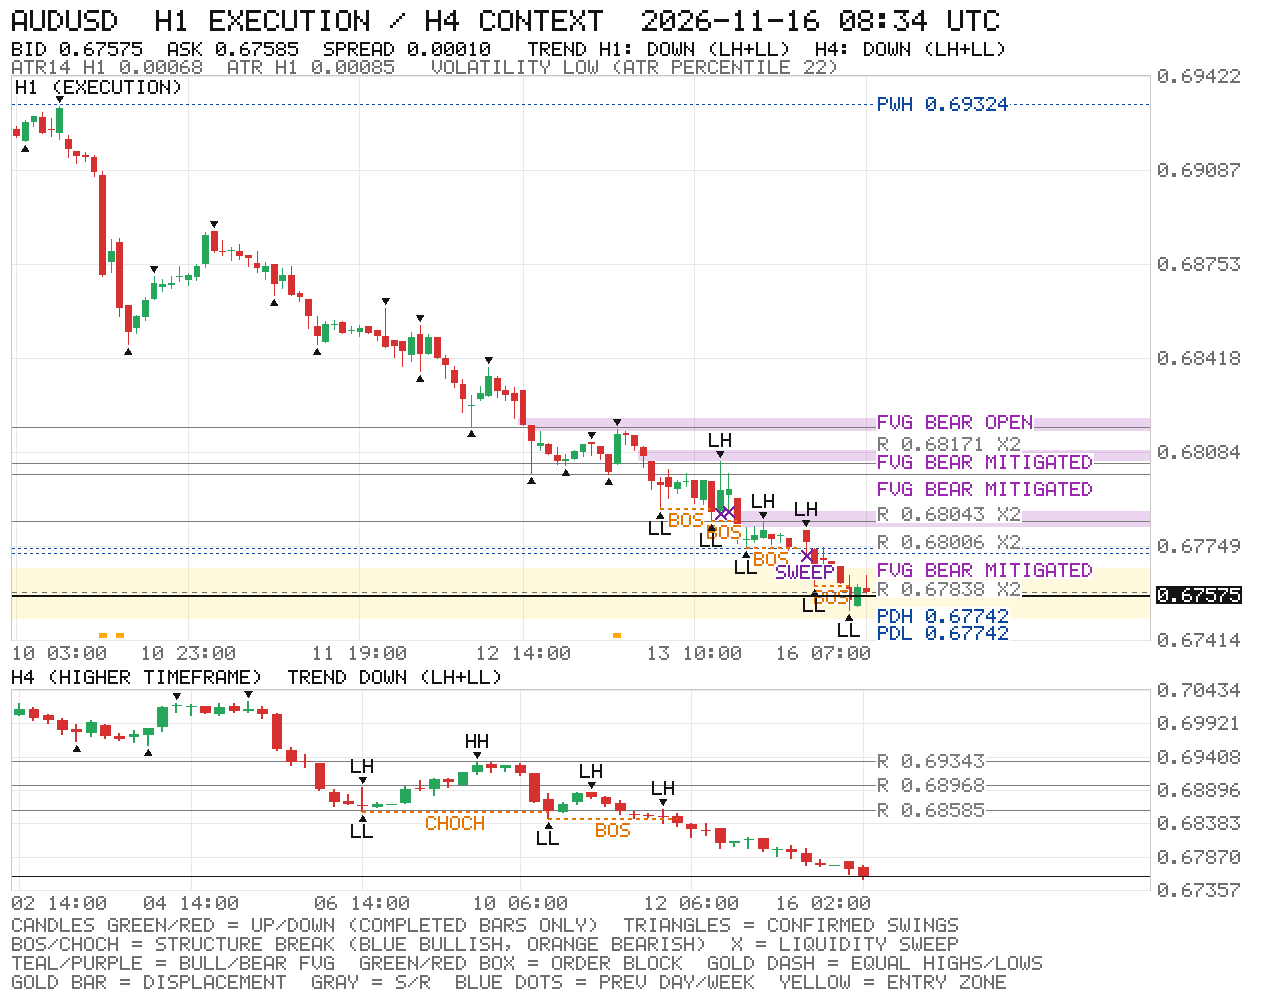 AUDUSD  H1 EXECUTION / H4 CONTEXT  2026-11-16 08:34 UTC
BID 0.67575  ASK 0.67585  SPREAD 0.00010   TREND H1: DOWN (LH+LL)  H4: DOWN (LH+LL)
ATR14 H1 0.00068  ATR H1 0.00085   VOLATILITY LOW (ATR PERCENTILE 22)
H1 (EXECUTION)
0.69422
PWH 0.69324
0.69087
0.68753
0.68418
FVG BEAR OPEN
R 0.68171 X2
LH
0.68084
FVG BEAR MITIGATED
FVG BEAR MITIGATED
LH
LH
R 0.68043 X2
LL
BOS
BOS
LL
R 0.68006 X2
0.67749
BOS
LL
SWEEP
FVG BEAR MITIGATED
R 0.67838 X2
0.67575
BOS
LL
PDH 0.67742
LL
PDL 0.67742
0.67414
10 03:00
10 23:00
11 19:00
12 14:00
13 10:00
16 07:00
H4 (HIGHER TIMEFRAME)  TREND DOWN (LH+LL)
0.70434
0.69921
HH
0.69408
R 0.69343
LH
LH
LH
R 0.68968
0.68896
R 0.68585
CHOCH
0.68383
LL
LL
BOS
0.67870
0.67357
02 14:00
04 14:00
06 14:00
10 06:00
12 06:00
16 02:00
CANDLES GREEN/RED = UP/DOWN (COMPLETED BARS ONLY)  TRIANGLES = CONFIRMED SWINGS
BOS/CHOCH = STRUCTURE BREAK (BLUE BULLISH, ORANGE BEARISH)  X = LIQUIDITY SWEEP
TEAL/PURPLE = BULL/BEAR FVG  GREEN/RED BOX = ORDER BLOCK  GOLD DASH = EQUAL HIGHS/LOWS
GOLD BAR = DISPLACEMENT  GRAY = S/R  BLUE DOTS = PREV DAY/WEEK  YELLOW = ENTRY ZONE